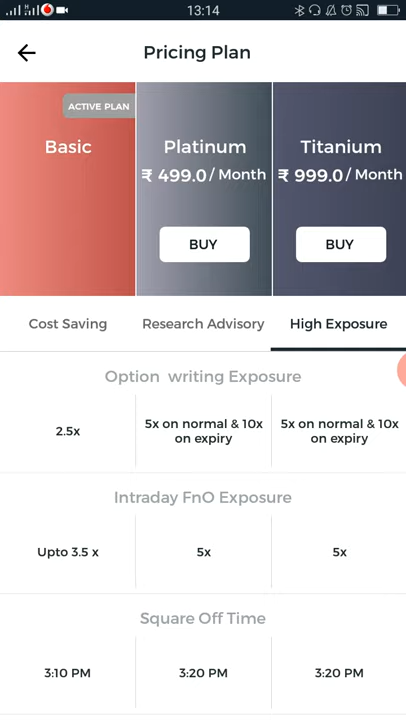 13:14
Pricing Plan
ACTIVE PLAN
Basic
Platinum
₹ 499.0 / Month
BUY
Titanium
₹ 999.0 / Month
BUY
Cost Saving
Research Advisory
High Exposure
Option writing Exposure
2.5x
5x on normal & 10x
on expiry
5x on normal & 10x
on expiry
Intraday FnO Exposure
Upto 3.5 x
5x
5x
Square Off Time
3:10 PM
3:20 PM
3:20 PM